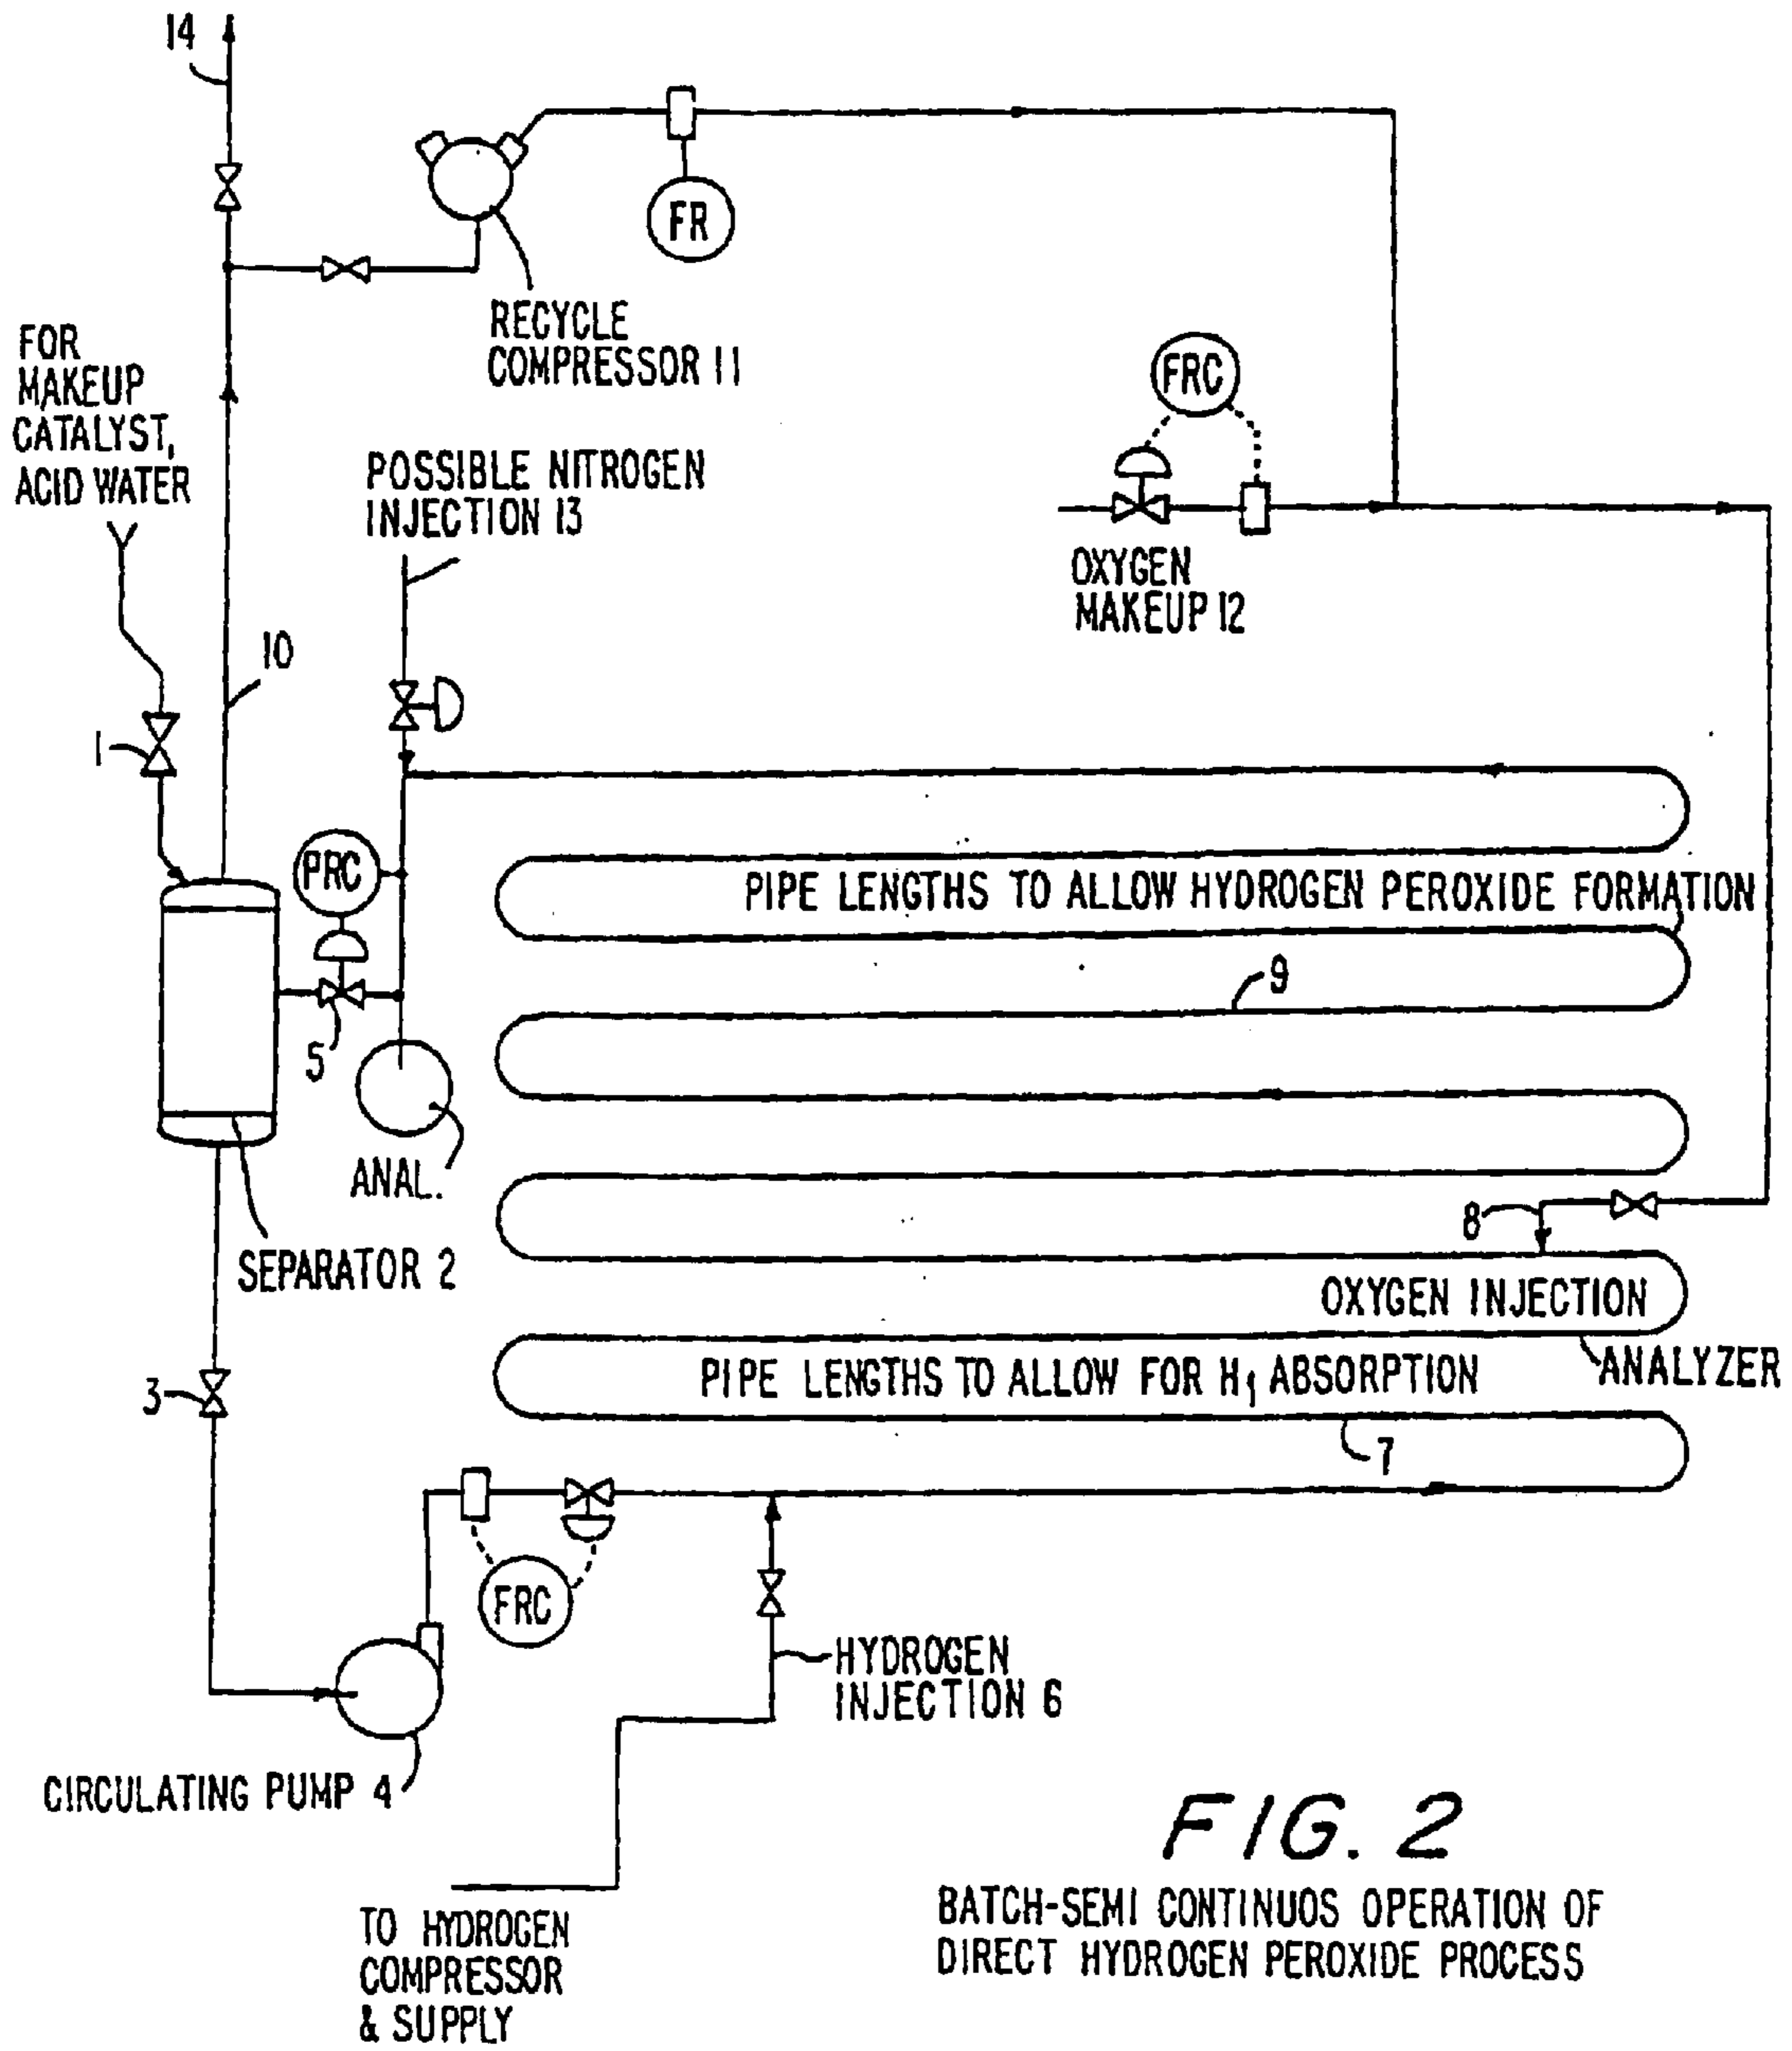 14
FR
RECYCLE
COMPRESSOR 11
FOR
MAKEUP
CATALYST,
ACID WATER
FRC
POSSIBLE NITROGEN
INJECTION 13
OXYGEN
MAKEUP 12
10
1
PRC
PIPE LENGTHS TO ALLOW HYDROGEN PEROXIDE FORMATION
9
5
ANAL.
8
SEPARATOR 2
OXYGEN INJECTION
ANALYZER
PIPE LENGTHS TO ALLOW FOR H1 ABSORPTION
3
7
FRC
HYDROGEN
INJECTION 6
CIRCULATING PUMP 4
TO HYDROGEN
COMPRESSOR
& SUPPLY
FIG. 2
BATCH-SEMI CONTINUOS OPERATION OF
DIRECT HYDROGEN PEROXIDE PROCESS